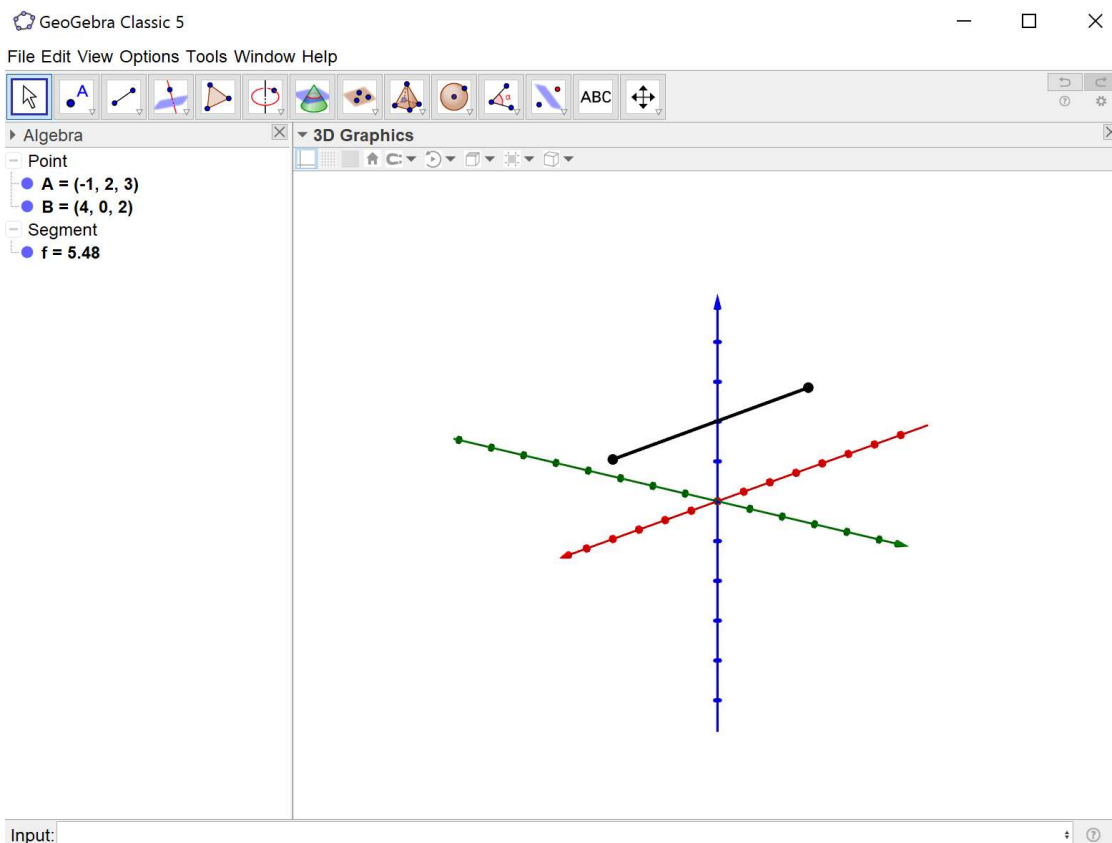 GeoGebra Classic 5
File Edit View Options Tools Window Help
A
α
ABC
Algebra
3D Graphics
Point
A = (-1, 2, 3)
B = (4, 0, 2)
Segment
f = 5.48
Input: